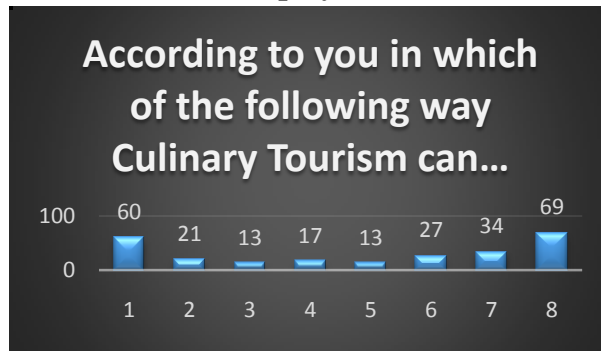 According to you in which
of the following way
Culinary Tourism can…
100
0
60 21 13 17 13 27 34 69
1 2 3 4 5 6 7 8